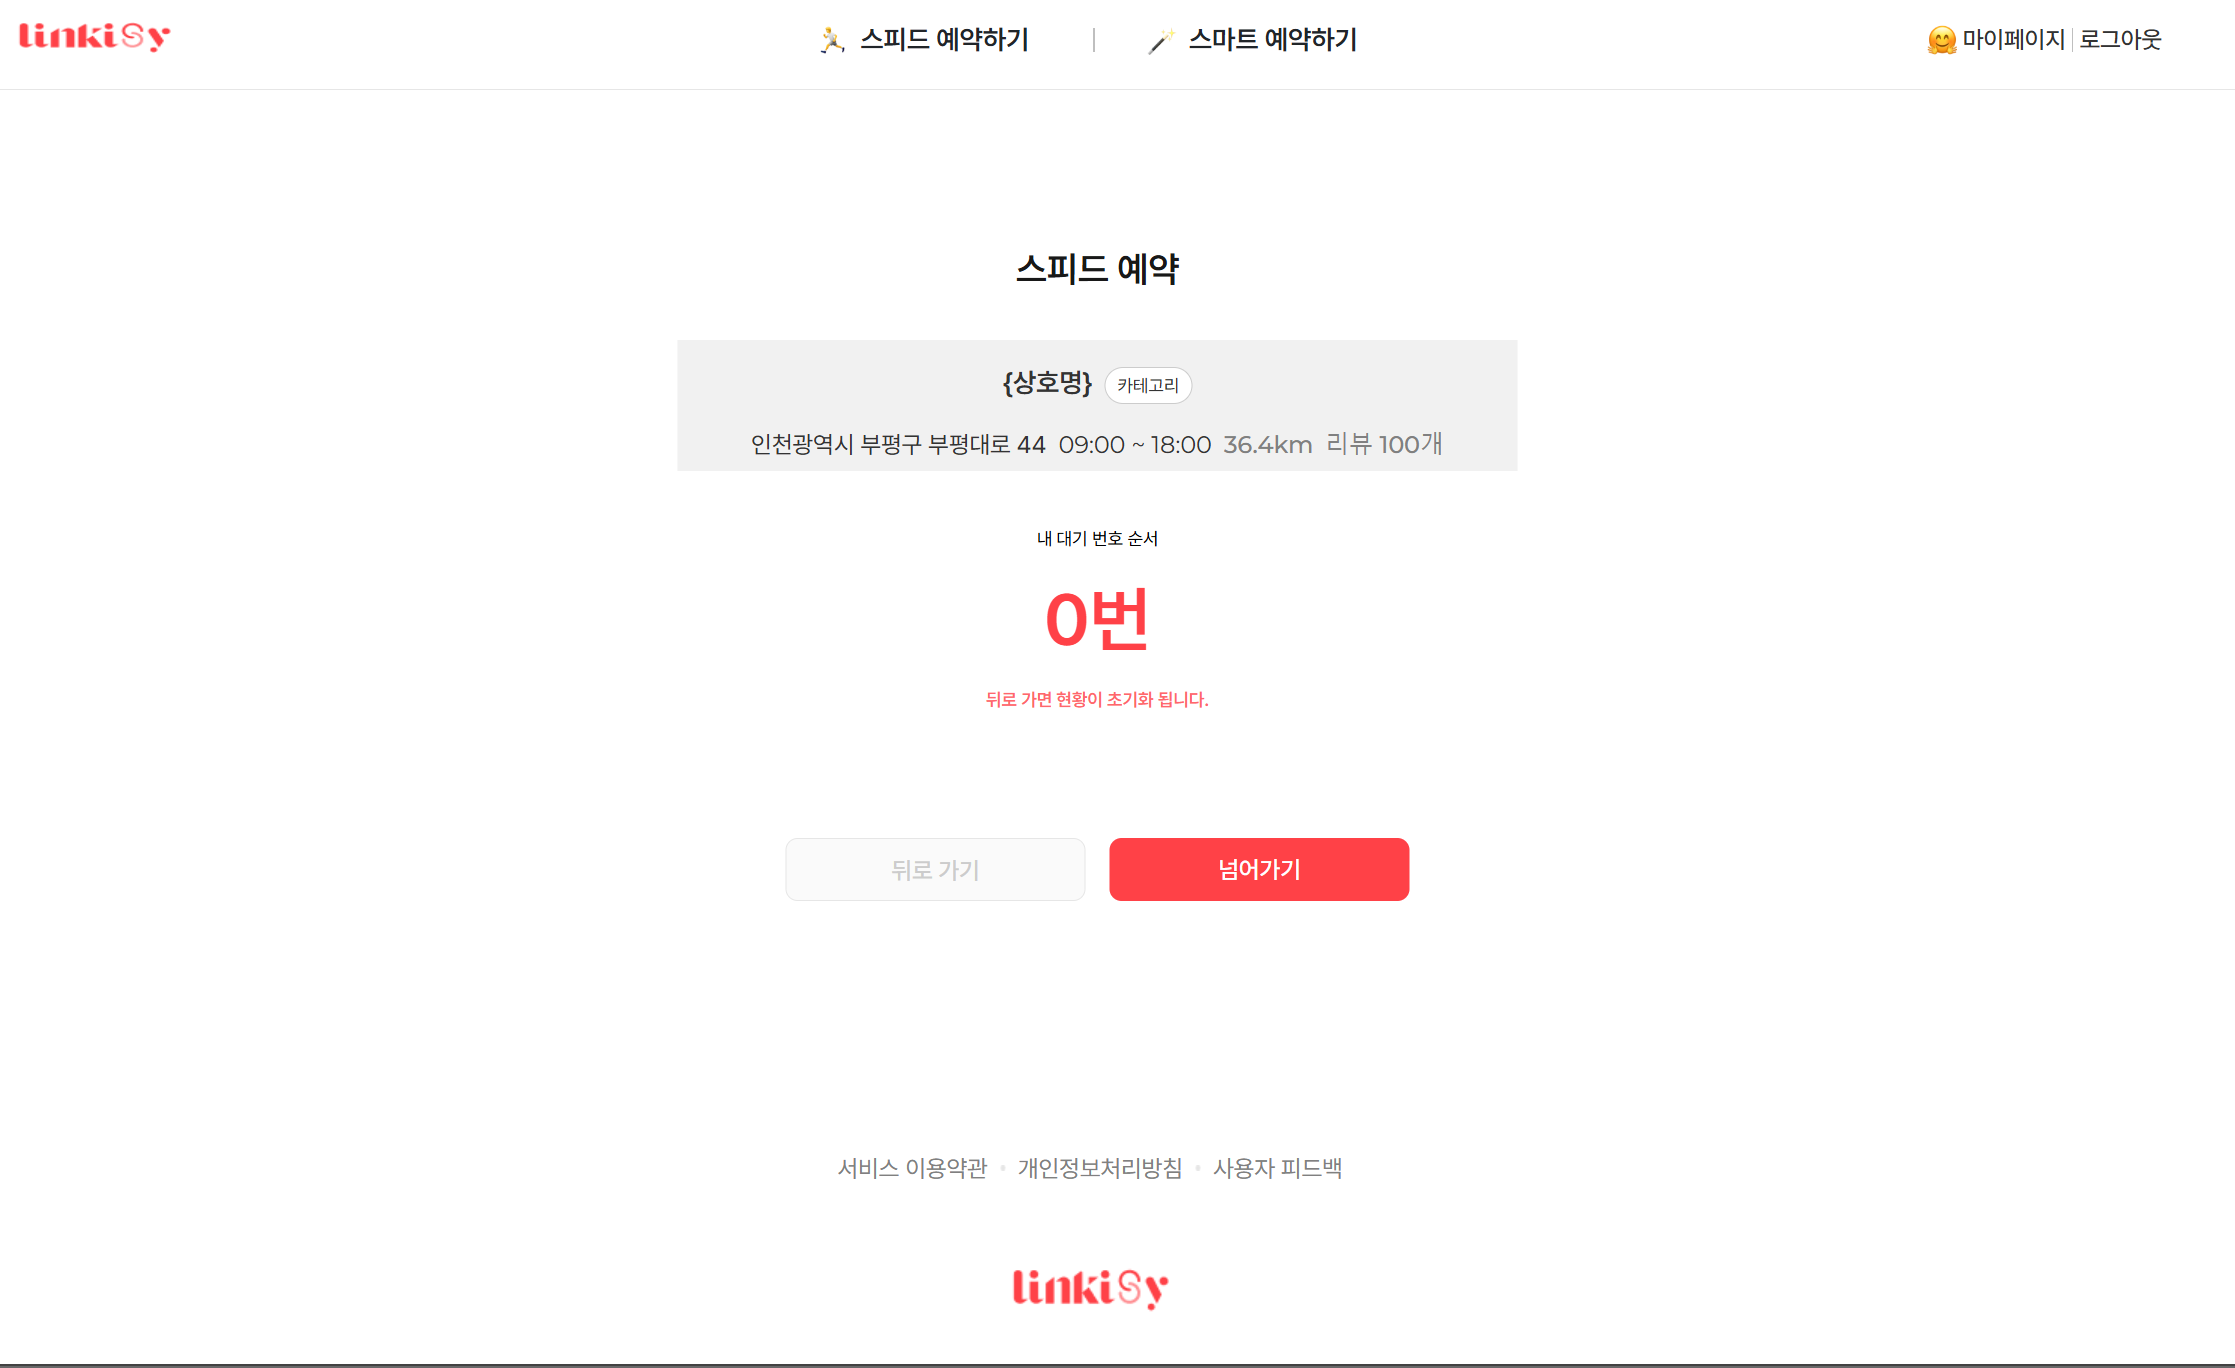 linkisy
스피드 예약하기 | 스마트 예약하기
마이페이지 | 로그아웃
스피드 예약
{상호명} 카테고리
인천광역시 부평구 부평대로 44 09:00 ~ 18:00 36.4km 리뷰 100개
내 대기 번호 순서
0번
뒤로 가면 현황이 초기화 됩니다.
뒤로 가기 넘어가기
서비스 이용약관 • 개인정보처리방침 • 사용자 피드백
linkisy